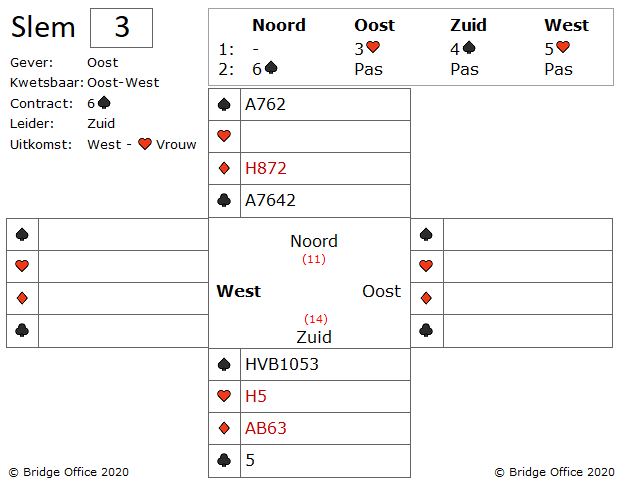 Slem 3
Gever: Oost
Kwetsbaar: Oost-West
Contract: 6♠
Leider: Zuid
Uitkomst: West - ♥ Vrouw
Noord Oost Zuid West
1: - 3♥ 4♠ 5♥
2: 6♠ Pas Pas Pas
♠ A762
♥
♦ H872
♣ A7642
♠ ♠
♥ ♥
♦ ♦
♣ ♣
Noord
(11)
West Oost
(14)
Zuid
♠ HVB1053
♥ H5
♦ AB63
♣ 5
© Bridge Office 2020 © Bridge Office 2020